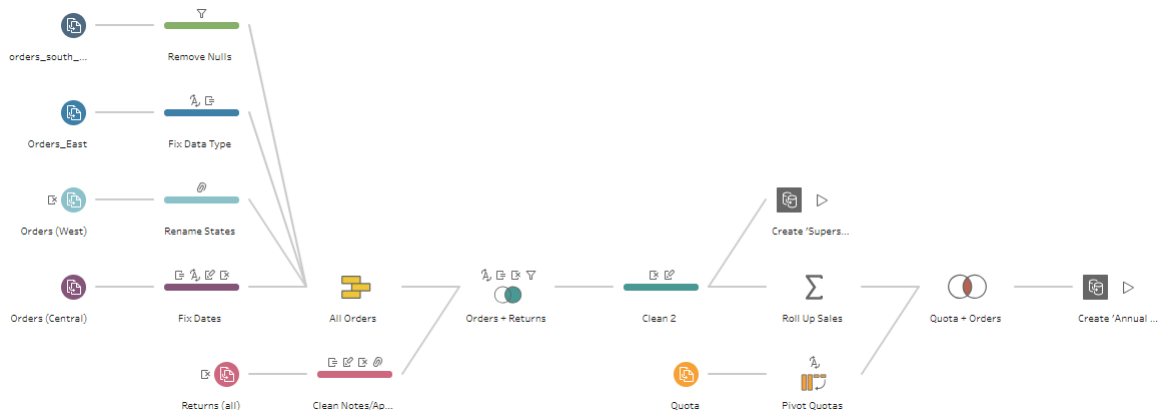 orders_south_...
Remove Nulls
Orders_East
Fix Data Type
Orders (West)
Rename States
Create 'Supers...
Orders (Central)
Fix Dates
All Orders
Orders + Returns
Clean 2
Roll Up Sales
Quota + Orders
Create 'Annual ...
Returns (all)
Clean Notes/Ap...
Quota
Pivot Quotas